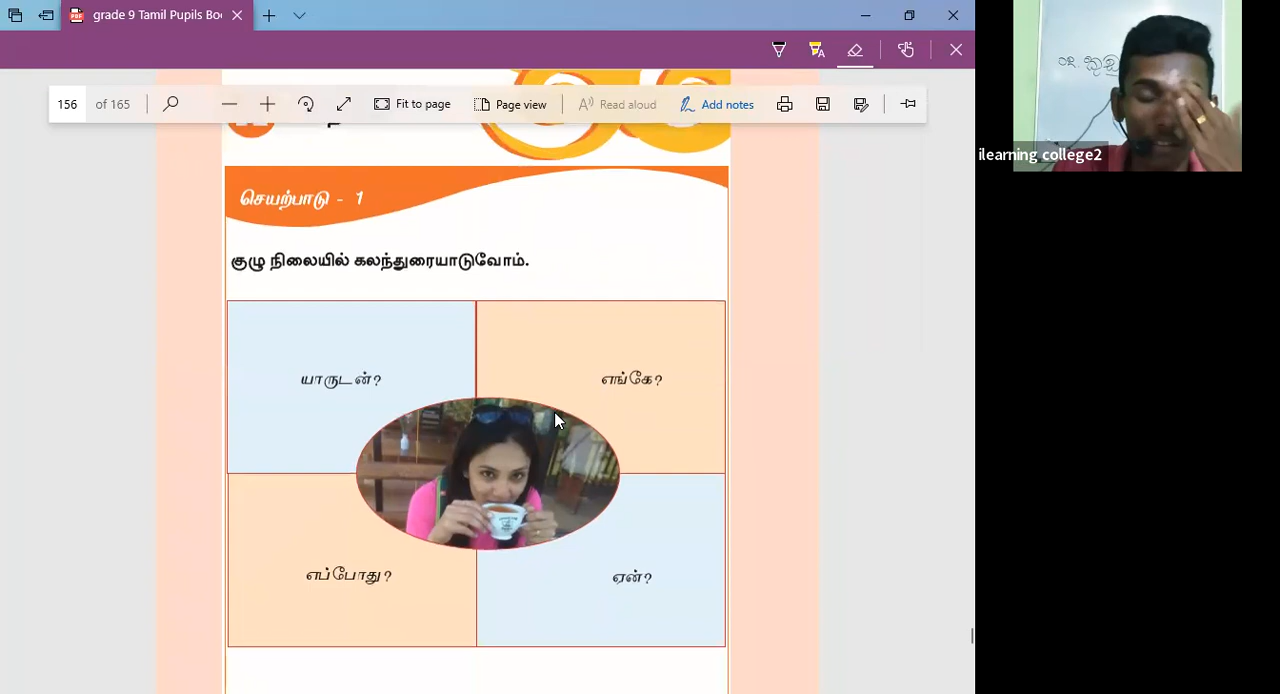 grade 9 Tamil Pupils Boo
156 of 165
Fit to page
Page view
Read aloud
Add notes
செயற்பாடு - 1
குழு நிலையில் கலந்துரையாடுவோம்.
யாருடன்?
எங்கே?
எப்போது?
ஏன்?
ilearning college2